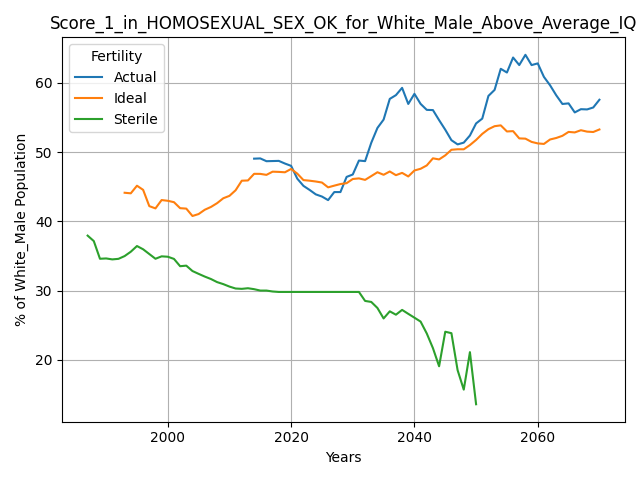 Score_1_in_HOMOSEXUAL_SEX_OK_for_White_Male_Above_Average_IQ
Fertility
Actual
Ideal
Sterile
% of White_Male Population
60
50
40
30
20
2000
2020
2040
2060
Years